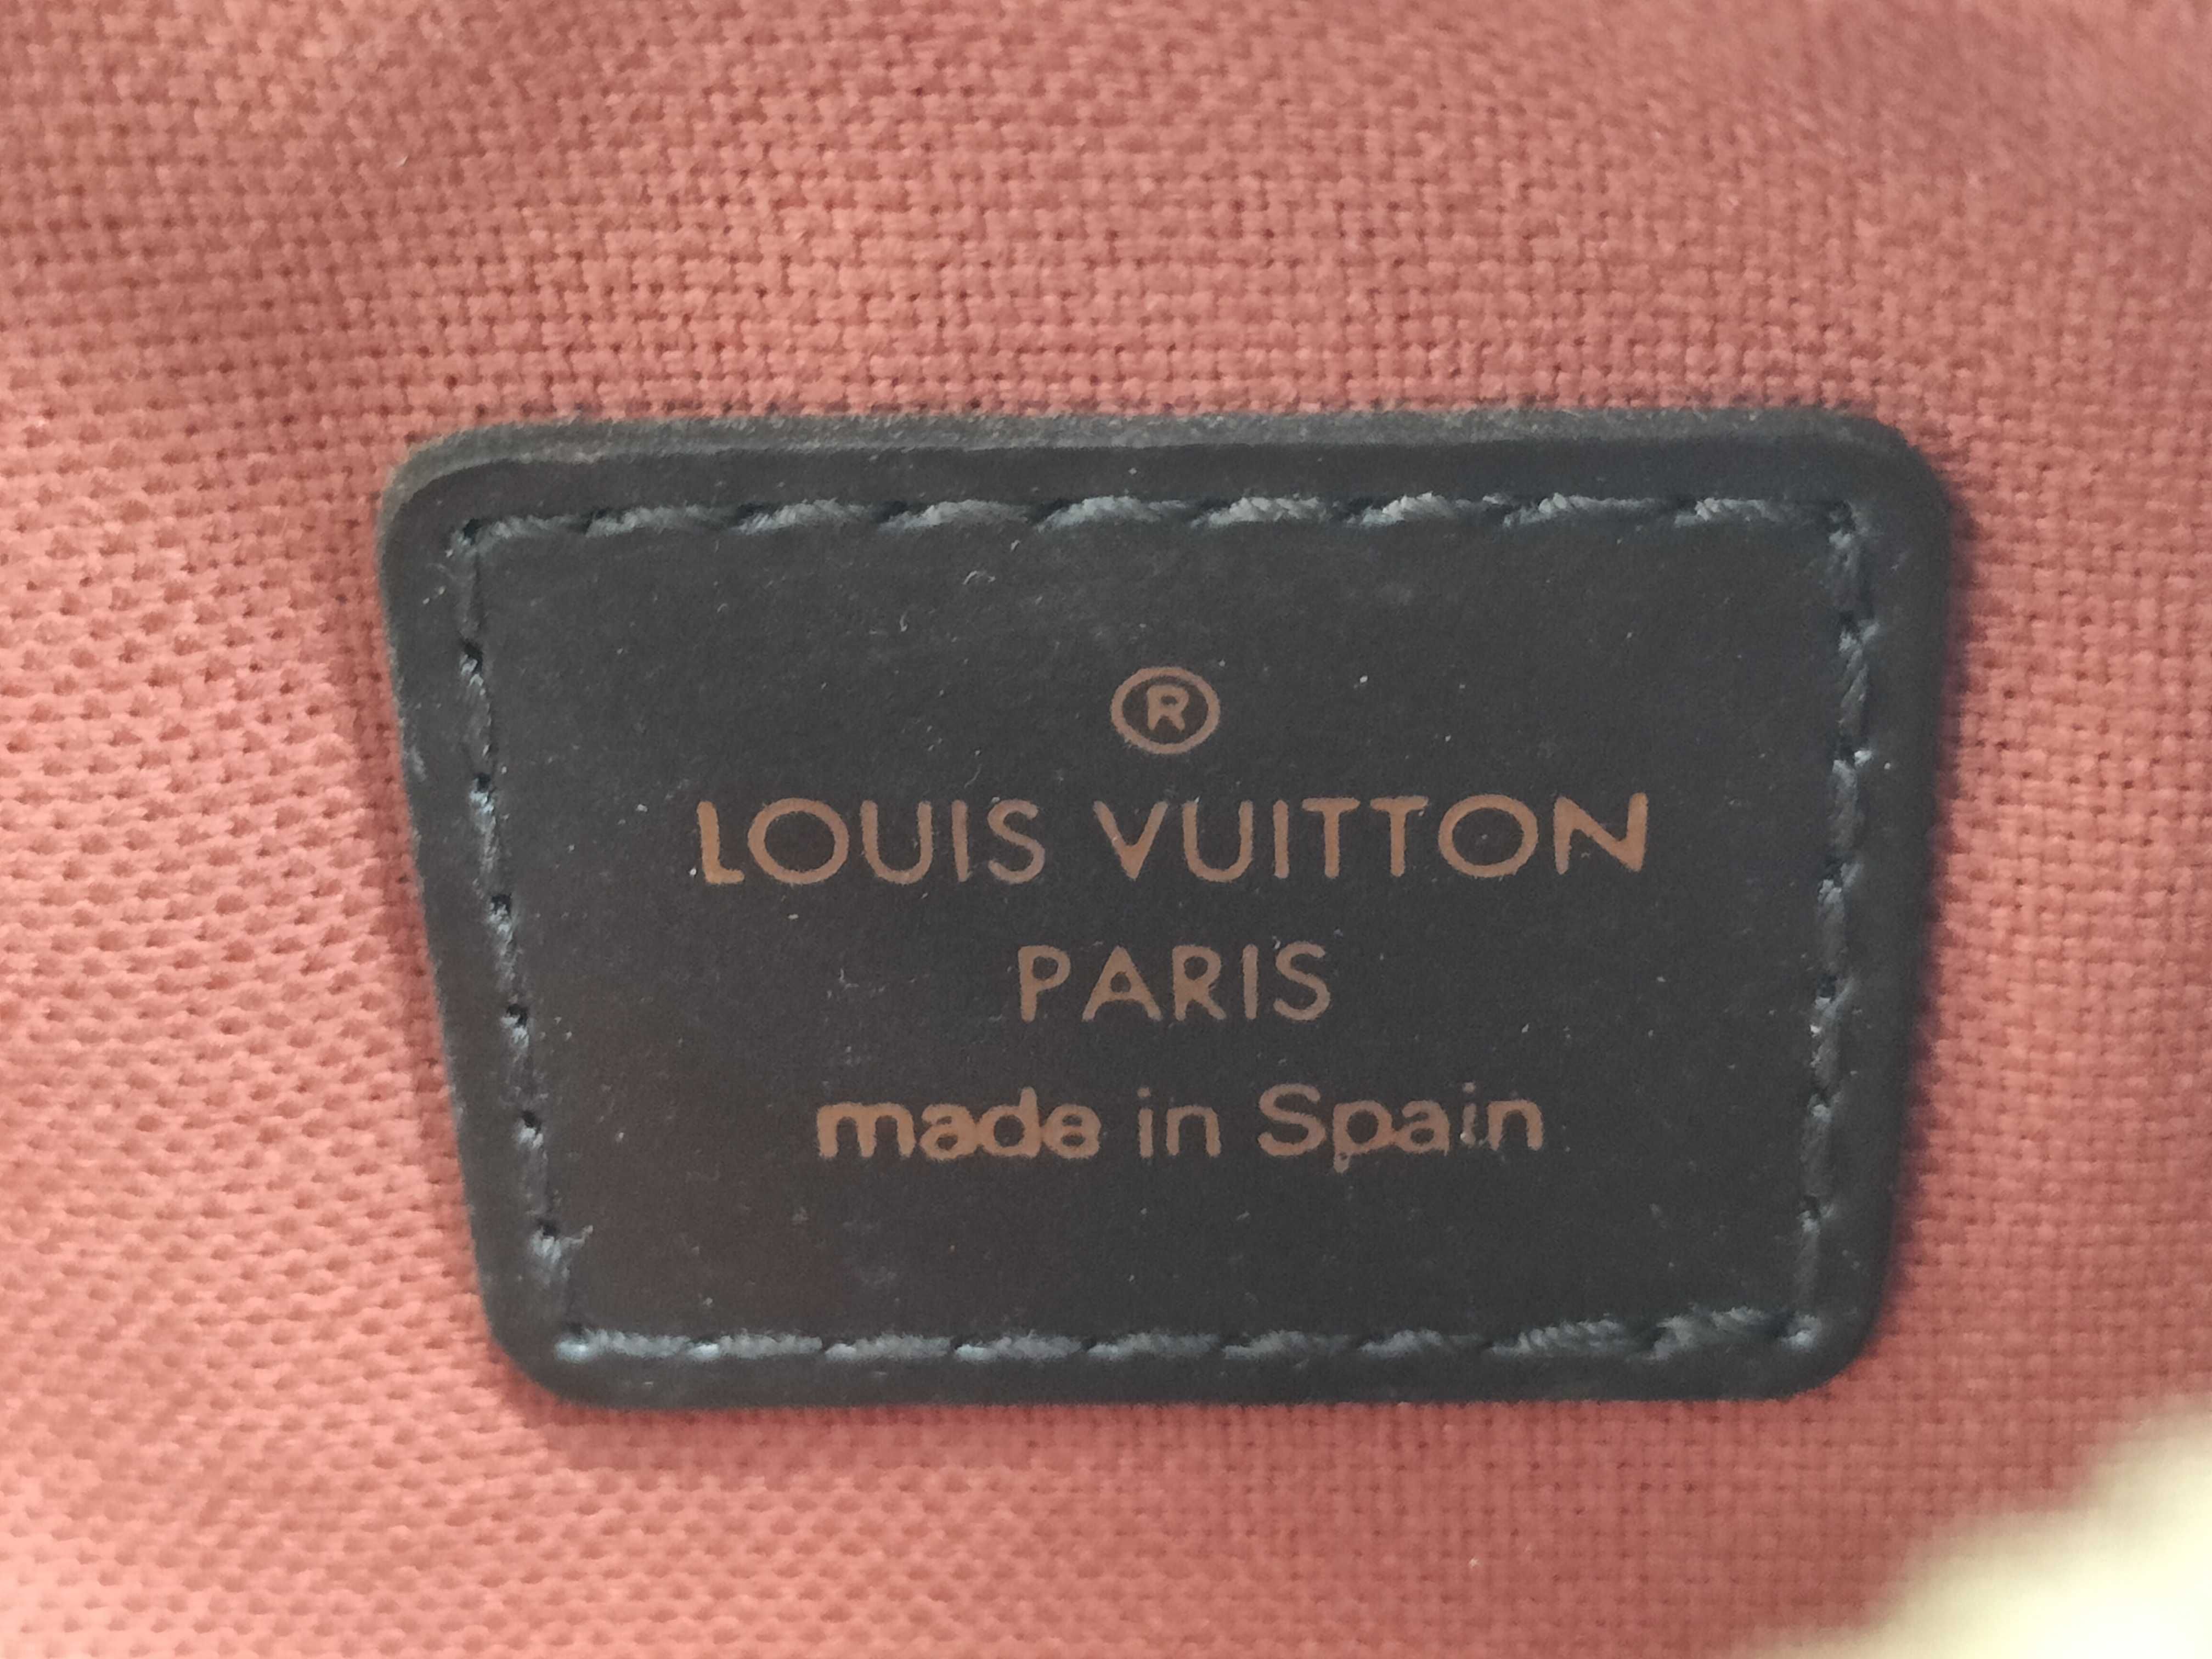 ®
LOUIS VUITTON
PARIS
made in Spain